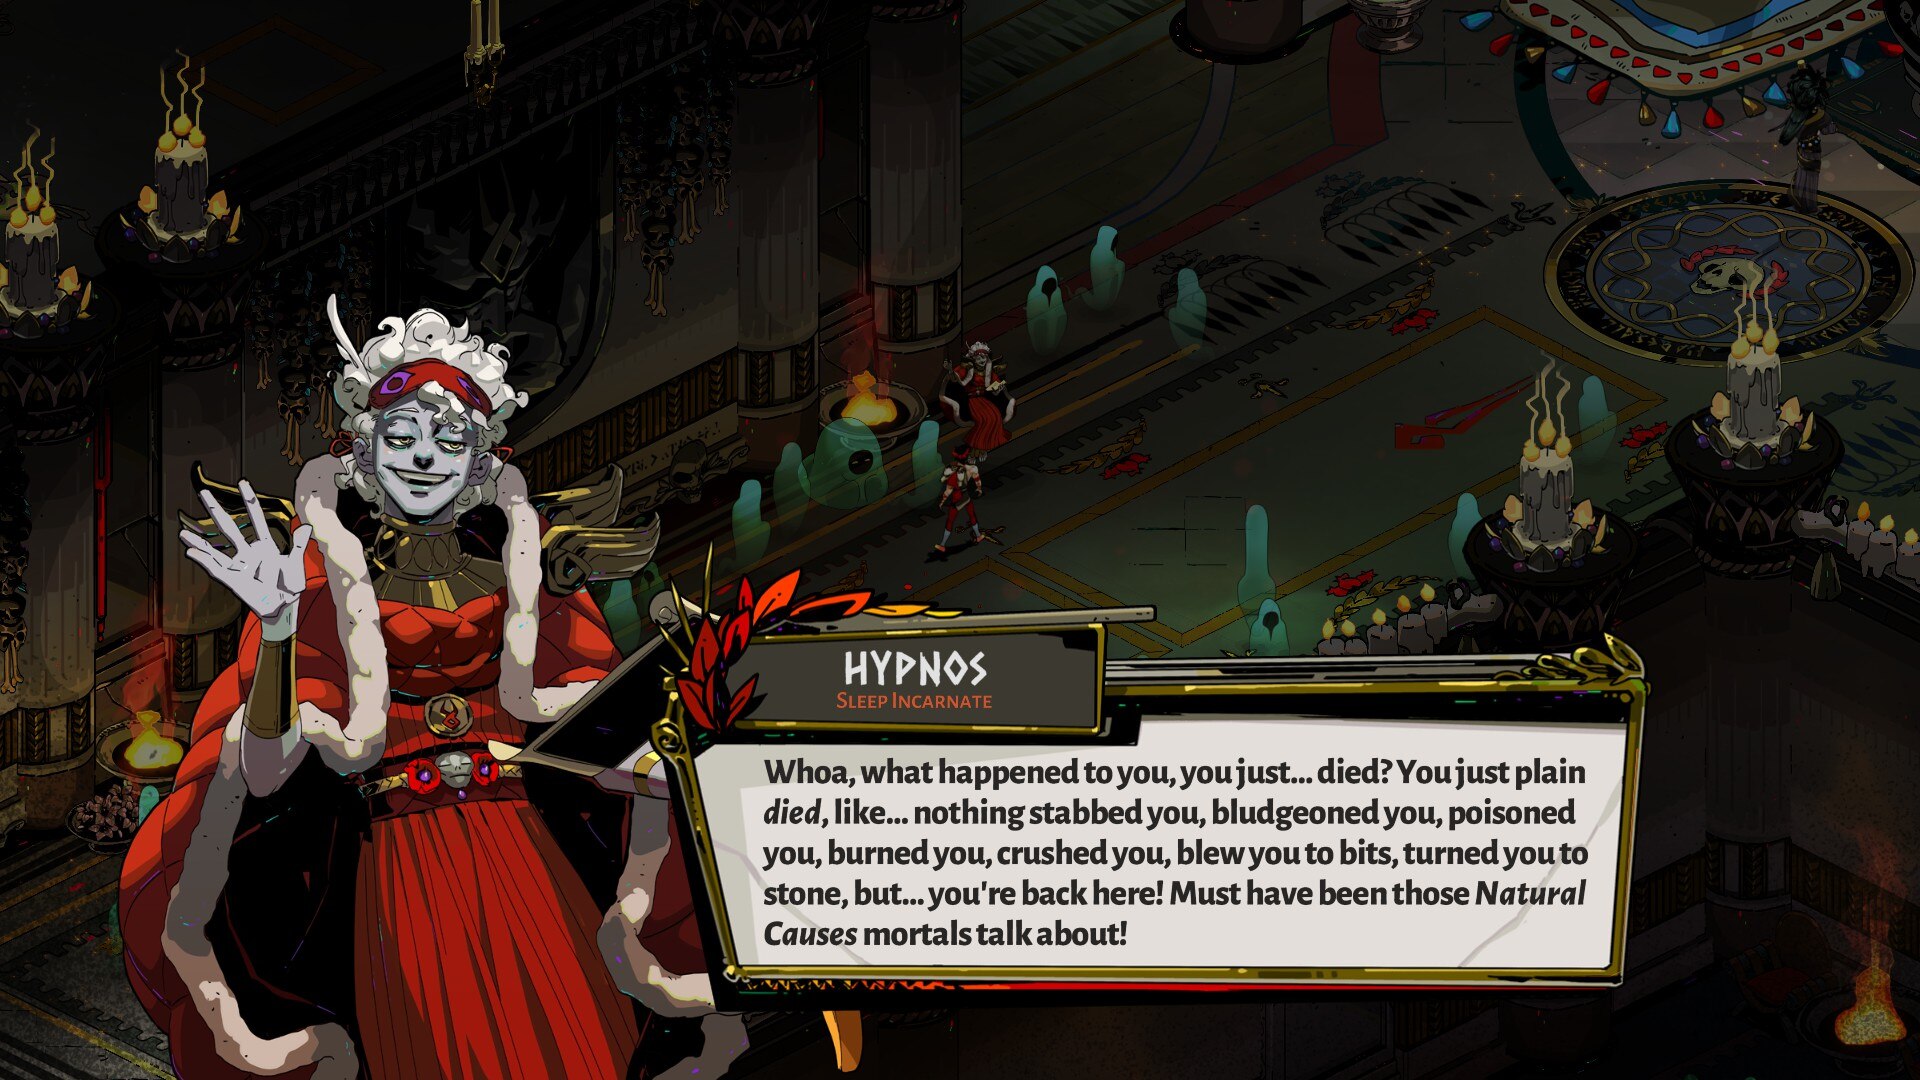 HYPNOS
SLEEP INCARNATE
Whoa, what happened to you, you just... died? You just plain
died, like... nothing stabbed you, bludgeoned you, poisoned
you, burned you, crushed you, blew you to bits, turned you to
stone, but... you're back here! Must have been those Natural
Causes mortals talk about!